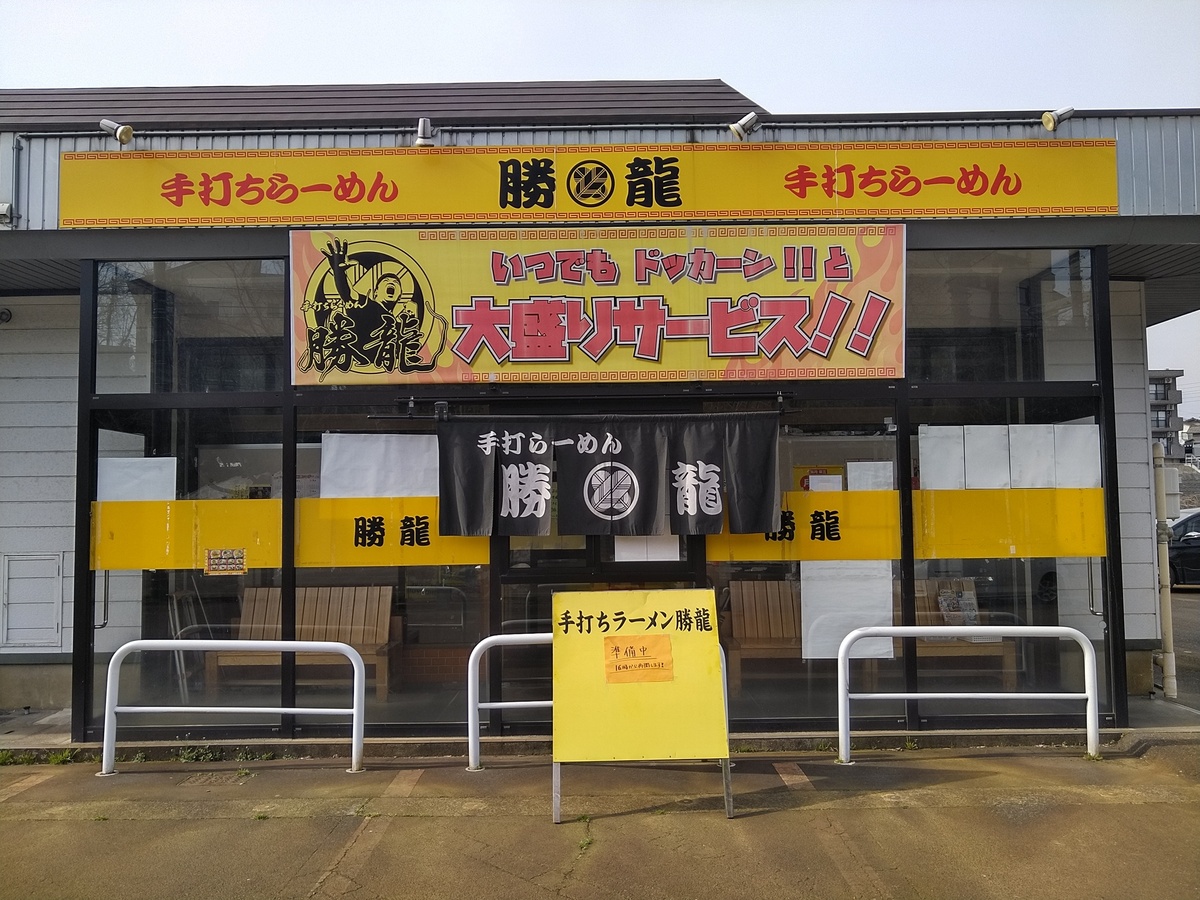 手打ちらーめん 勝龍 手打ちらーめん
いつでも ドッカーン!!と
大盛りサービス!!
手打ちらーめん
勝龍
手打ちらーめん
勝龍
勝龍
勝龍
手打ちラーメン勝龍
準備中